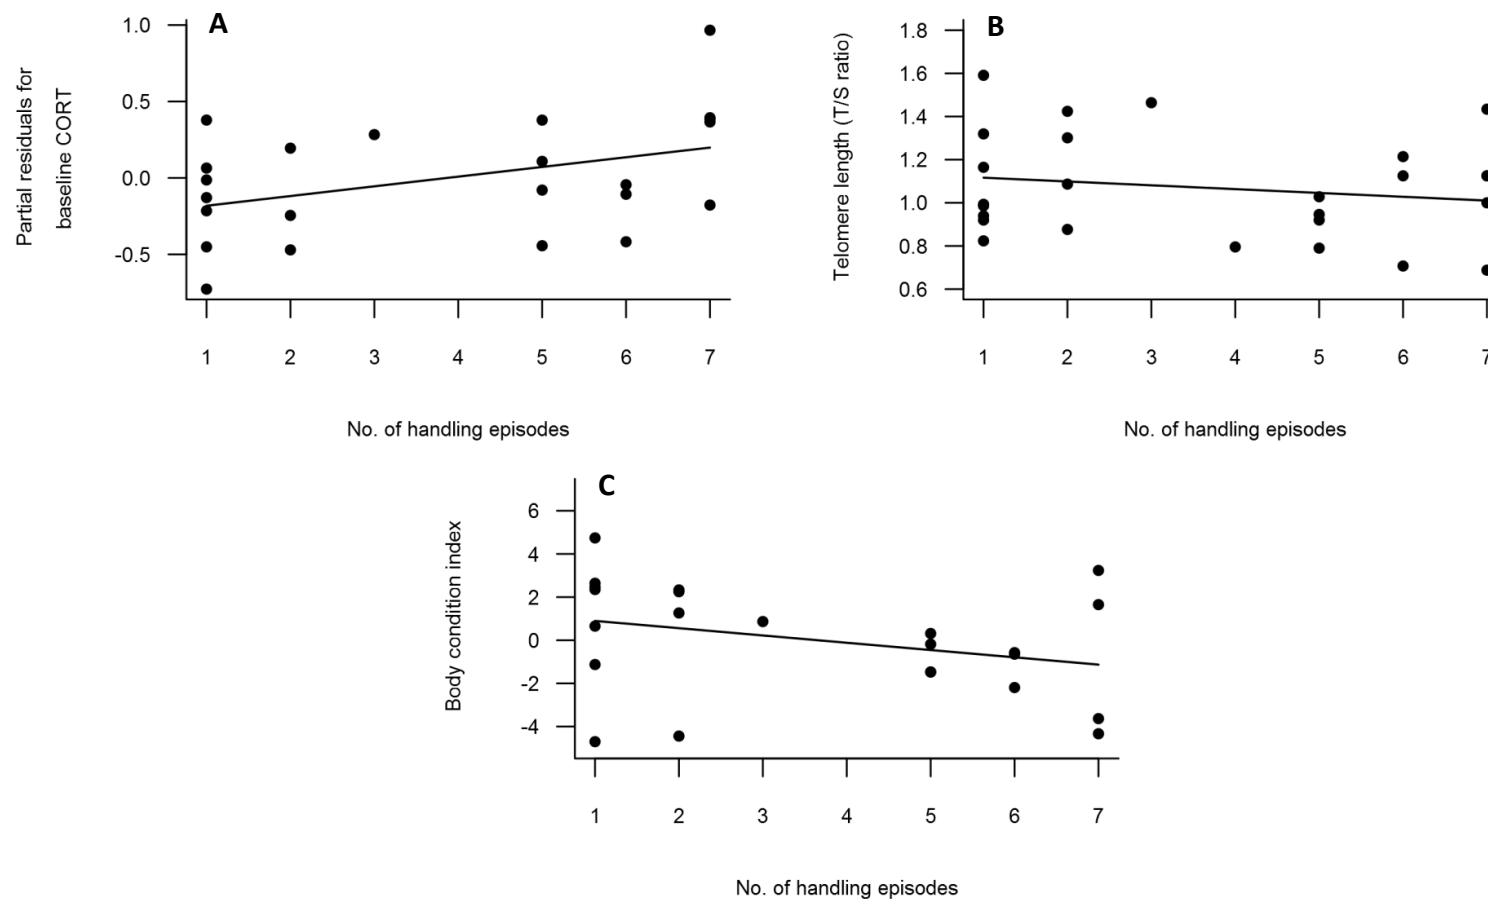 A
Partial residuals for
baseline CORT
1.0
0.5
0.0
-0.5
1 2 3 4 5 6 7
No. of handling episodes
B
Telomere length (T/S ratio)
1.8
1.6
1.4
1.2
1.0
0.8
0.6
1 2 3 4 5 6 7
No. of handling episodes
C
Body condition index
6
4
2
0
-2
-4
1 2 3 4 5 6 7
No. of handling episodes